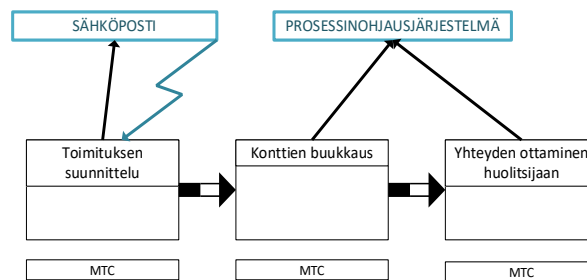 SÄHKÖPOSTI
PROSESSINOHJAUSJÄRJESTELMÄ
Toimituksen
suunnittelu
Konttien buukkaus
Yhteyden ottaminen
huolitsijaan
MTC
MTC
MTC